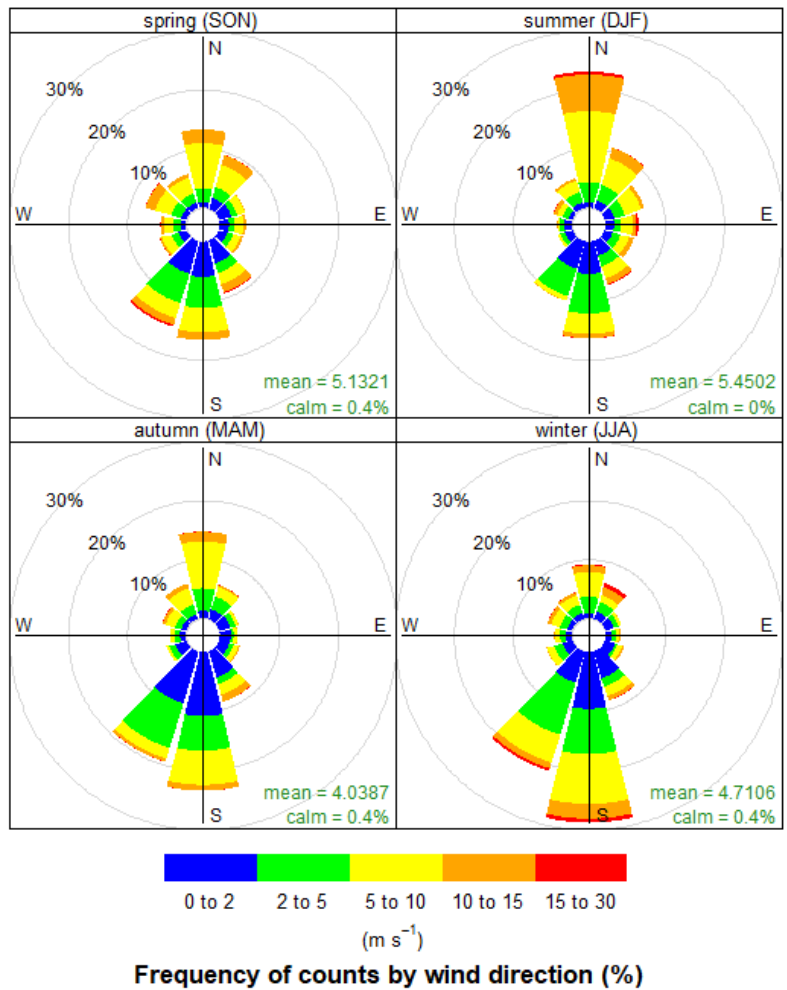 spring (SON)
summer (DJF)
N
30%
20%
10%
W
E
S
mean = 5.1321
calm = 0.4%
N
30%
20%
10%
W
E
S
mean = 5.4502
calm = 0%
autumn (MAM)
winter (JJA)
N
30%
20%
10%
W
E
S
mean = 4.0387
calm = 0.4%
N
30%
20%
10%
W
E
S
mean = 4.7106
calm = 0.4%
0 to 2 2 to 5 5 to 10 10 to 15 15 to 30
(m s⁻¹)
Frequency of counts by wind direction (%)